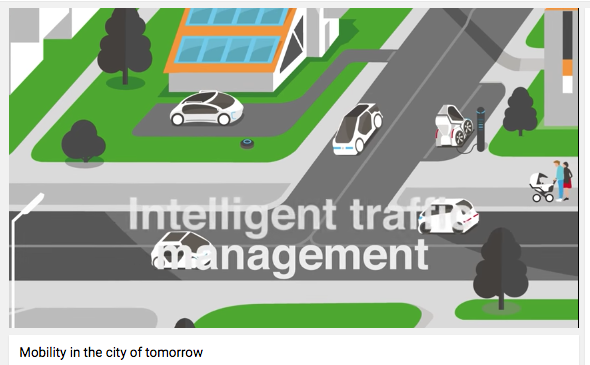 Intelligent traffic
management
Mobility in the city of tomorrow